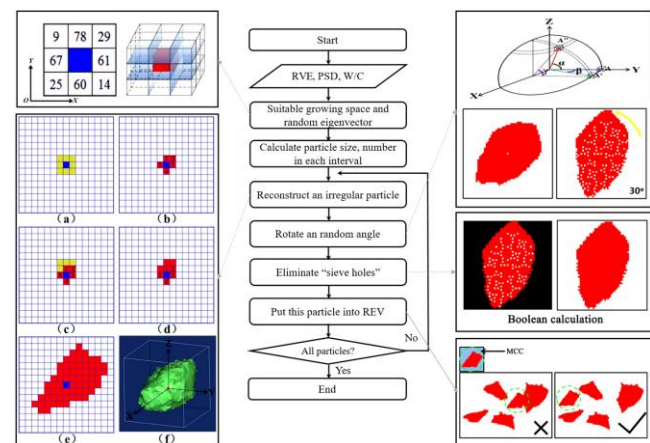 9 78 29
67 61
25 60 14
Y
O X
(a) (b)
(c) (d)
(e) (f)
Z
X
Y
Start
RVE, PSD, W/C
Suitable growing space and
random eigenvector
Calculate particle size, number
in each interval
Reconstruct an irregular particle
Rotate an random angle
Eliminate “sieve holes”
Put this particle into REV
All particles?
No
Yes
End
Z
A''
α
β
Y
X
30°
Boolean calculation
MCC